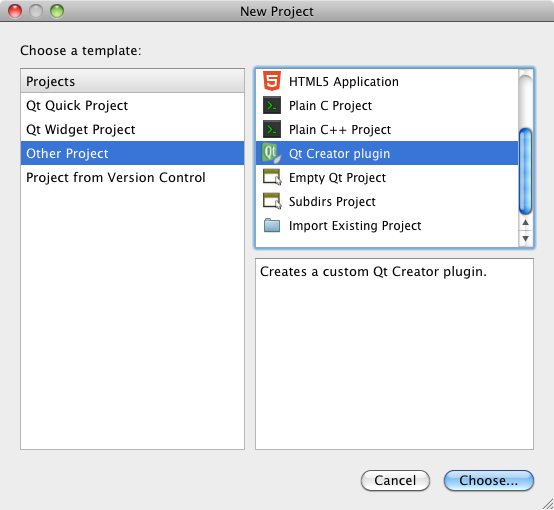 New Project
Choose a template:
Projects
Qt Quick Project
Qt Widget Project
Other Project
Project from Version Control
HTML5 Application
Plain C Project
Plain C++ Project
Qt Creator plugin
Empty Qt Project
Subdirs Project
Import Existing Project
Creates a custom Qt Creator plugin.
Cancel
Choose...